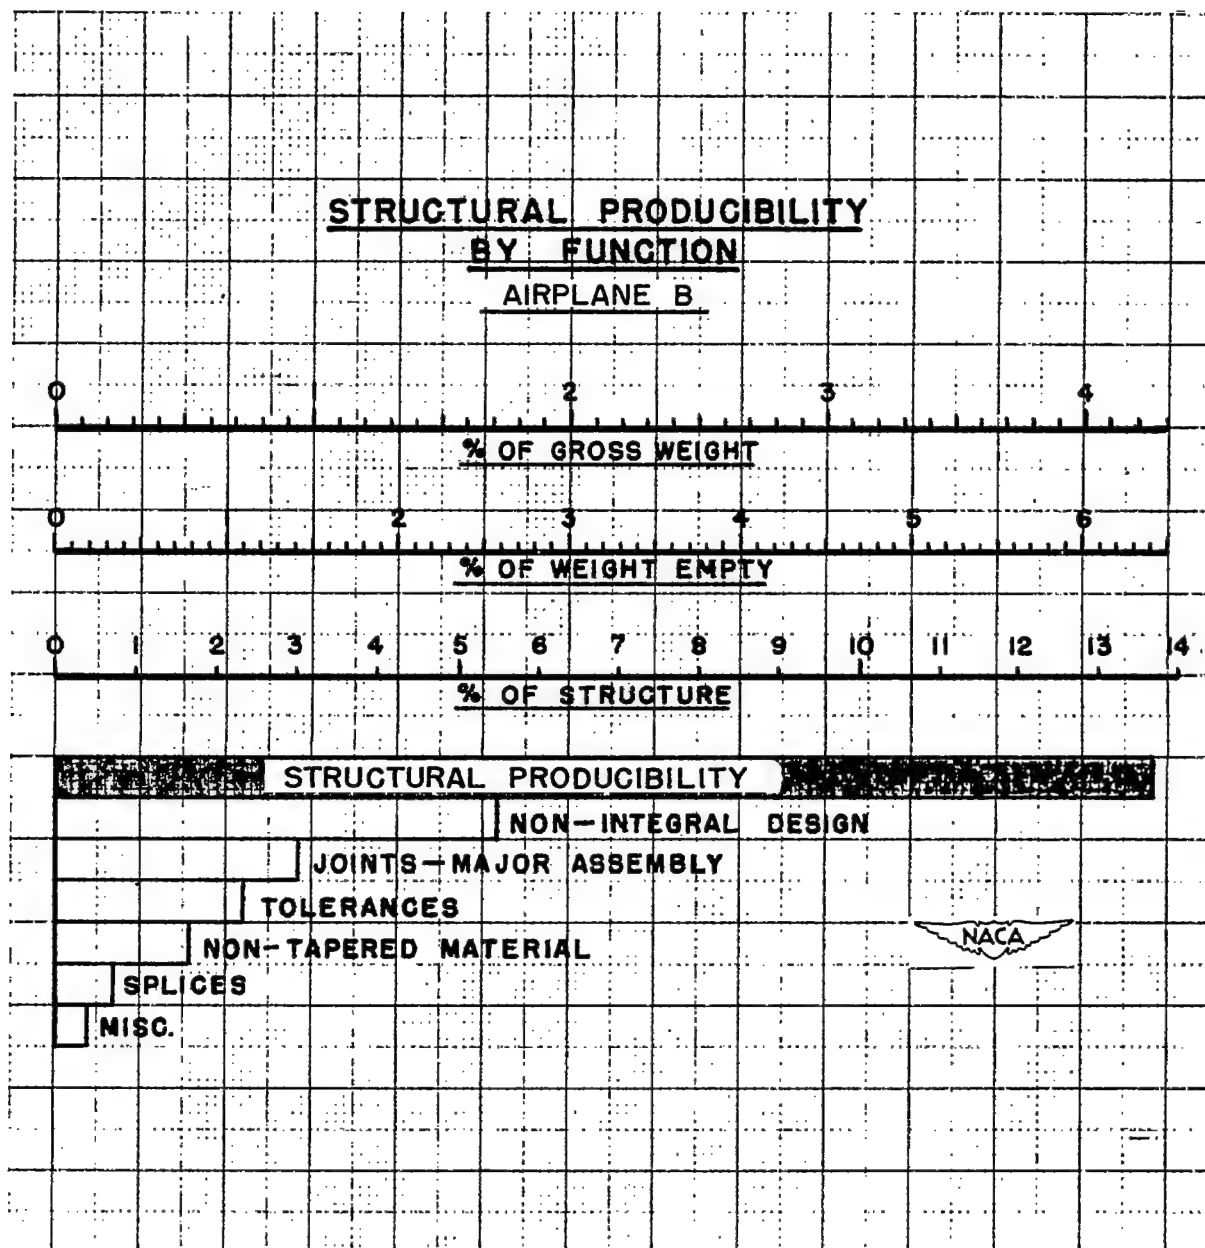 STRUCTURAL PRODUCIBILITY
BY FUNCTION
AIRPLANE B
0 2 3 4
% OF GROSS WEIGHT
0 2 3 4 5 6
% OF WEIGHT EMPTY
0 1 2 3 4 5 6 7 8 9 10 11 12 13 14
% OF STRUCTURE
STRUCTURAL PRODUCIBILITY
NON-INTEGRAL DESIGN
JOINTS-MAJOR ASSEMBLY
TOLERANCES
NON-TAPERED MATERIAL
NACA
SPLICES
MISC.